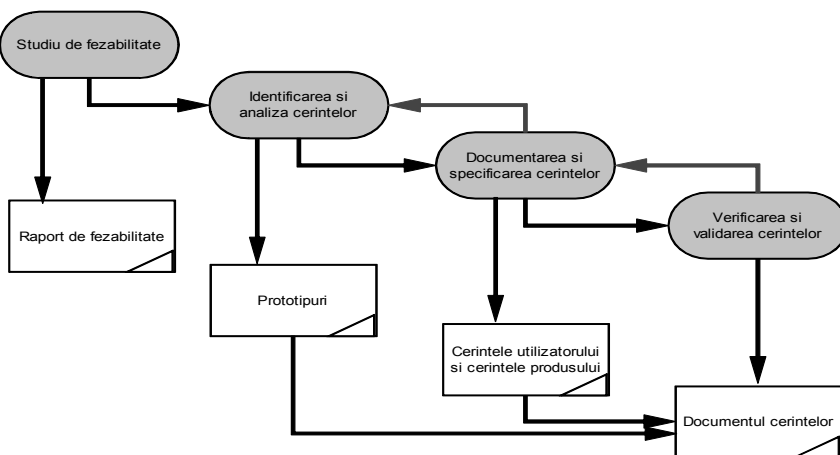 Studiu de fezabilitate
Identificarea si
analiza cerintelor
Documentarea si
specificarea cerintelor
Verificarea si
validarea cerintelor
Raport de fezabilitate
Prototipuri
Cerintele utilizatorului
si cerintele produsului
Documentul cerintelor